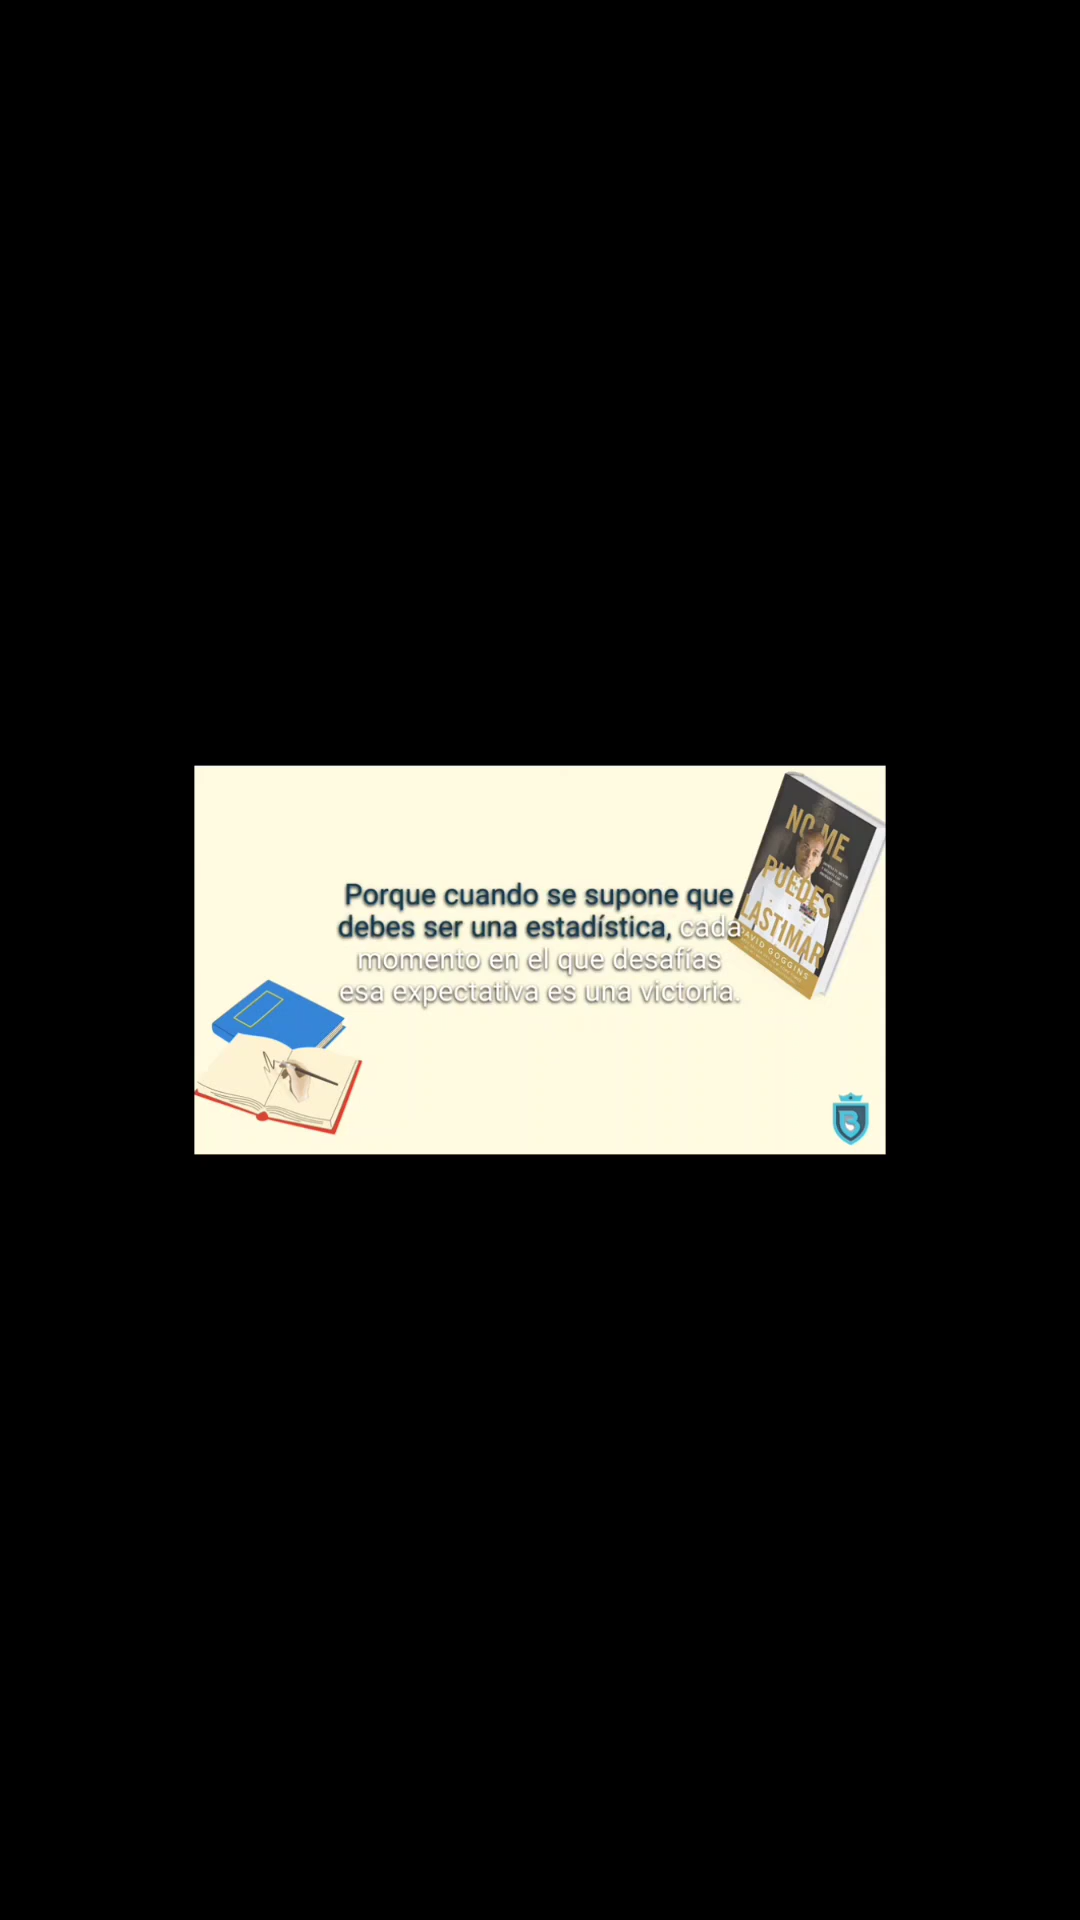 Porque cuando se supone que
debes ser una estadística, cada
momento en el que desafías
esa expectativa es una victoria.
NO ME
PUEDES
LASTIMAR
DAVID GOGGINS
B